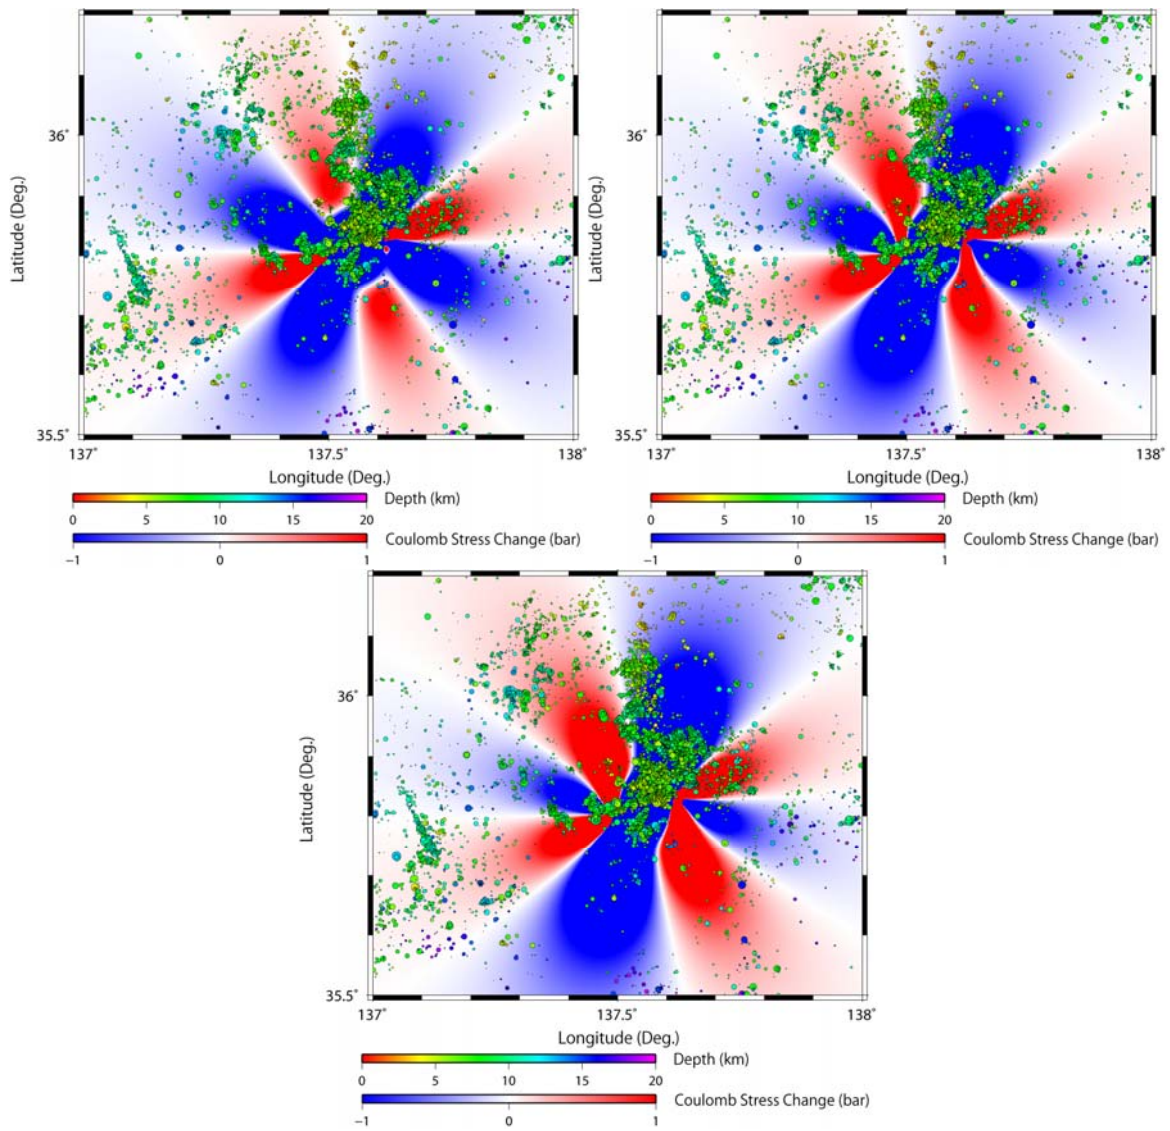 36˚
Latitude (Deg.)
35.5˚
137˚ 137.5˚ 138˚
Longitude (Deg.)
Depth (km)
0 5 10 15 20
Coulomb Stress Change (bar)
−1 0 1
36˚
Latitude (Deg.)
35.5˚
137˚ 137.5˚ 138˚
Longitude (Deg.)
Depth (km)
0 5 10 15 20
Coulomb Stress Change (bar)
−1 0 1
36˚
Latitude (Deg.)
35.5˚
137˚ 137.5˚ 138˚
Longitude (Deg.)
Depth (km)
0 5 10 15 20
Coulomb Stress Change (bar)
−1 0 1